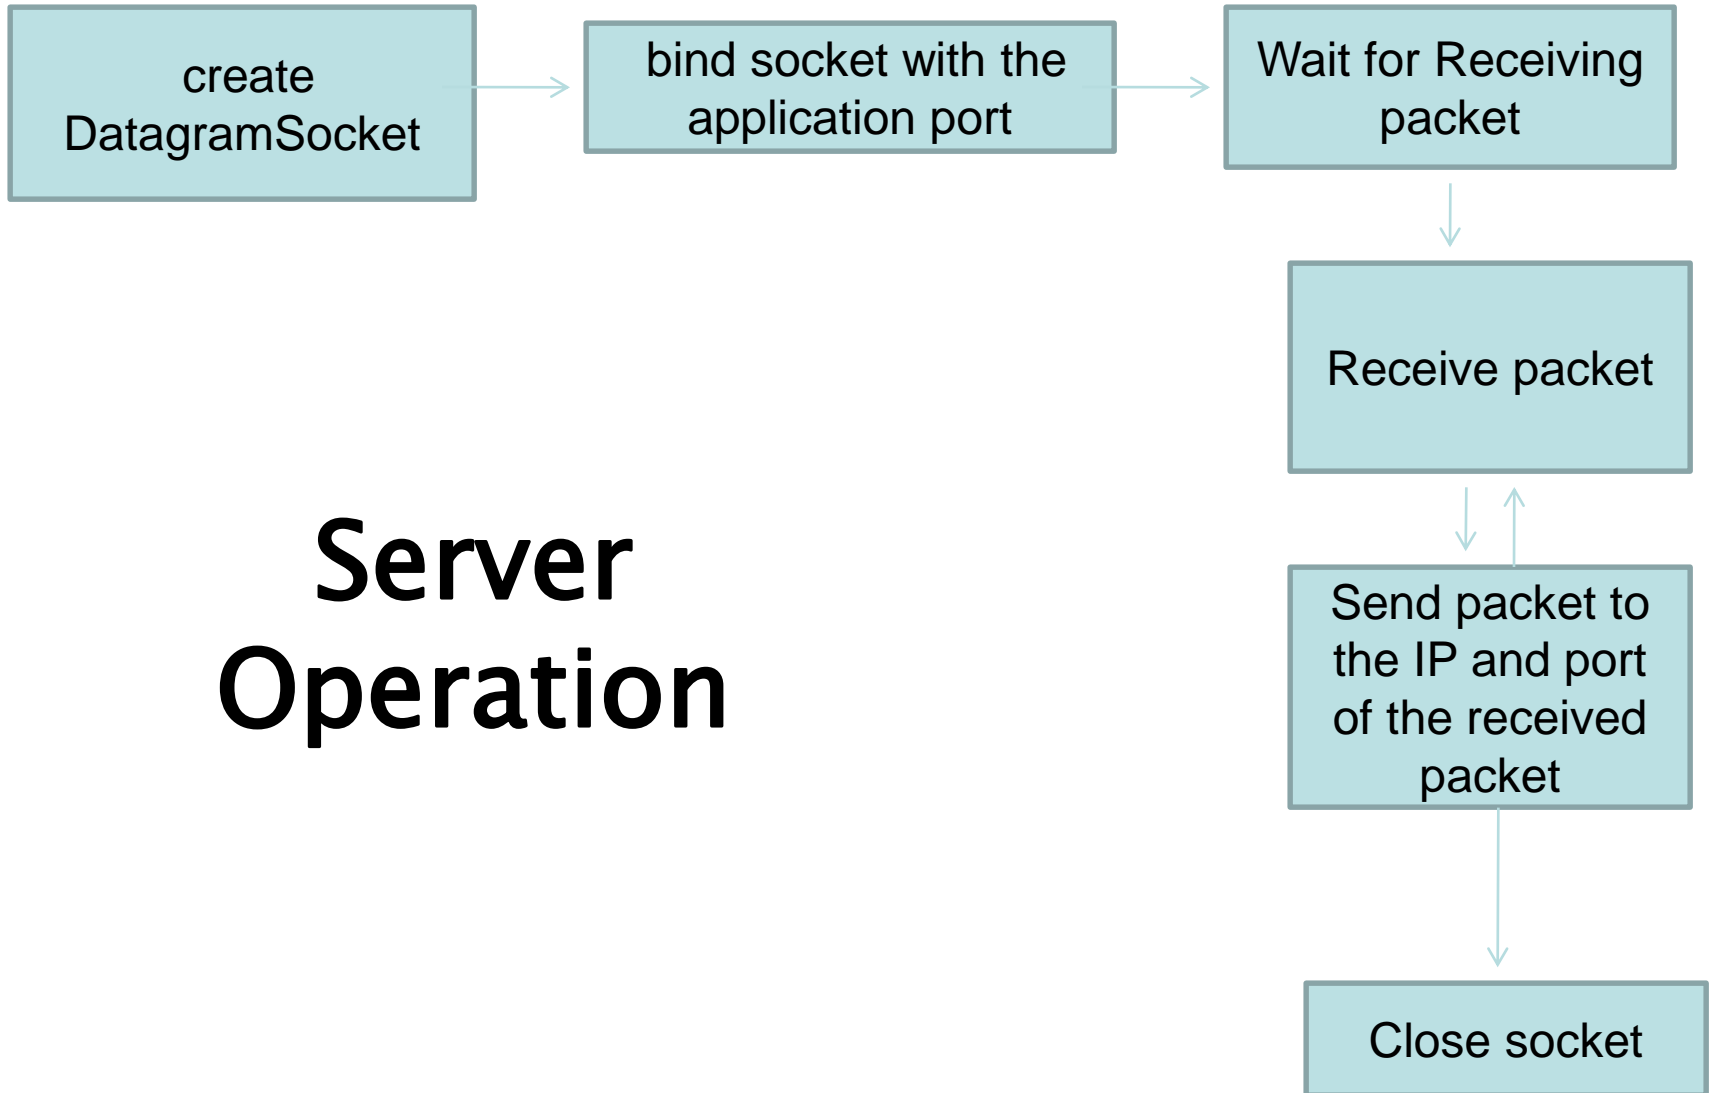 create
DatagramSocket
bind socket with the
application port
Wait for Receiving
packet
Receive packet
Send packet to
the IP and port
of the received
packet
Close socket
Server
Operation